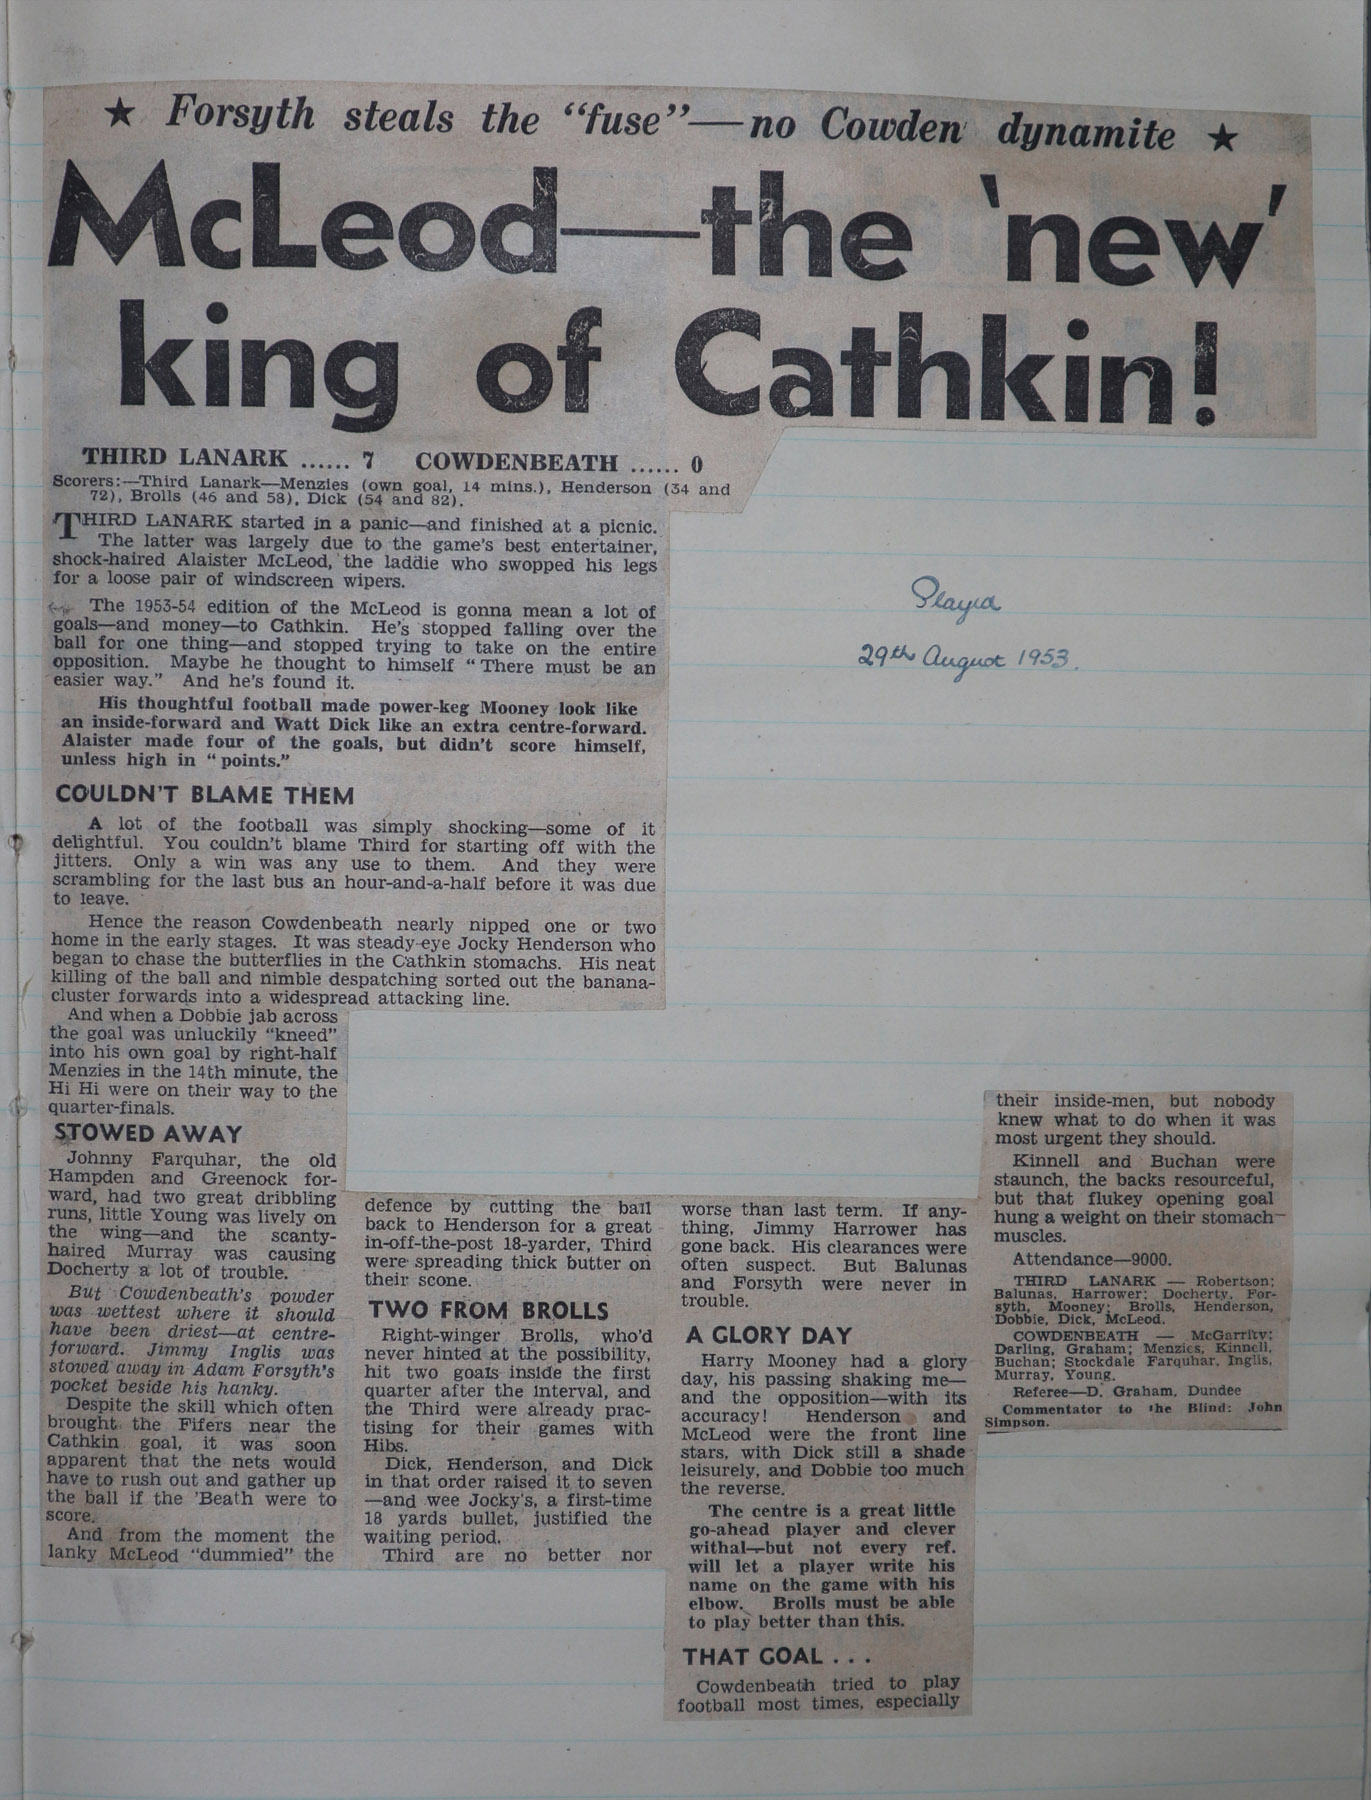 ★ Forsyth steals the “fuse”—no Cowden dynamite ★
McLeod—the ‘new’
king of Cathkin!
THIRD LANARK ...... 7 COWDENBEATH ...... 0
Scorers:—Third Lanark—Menzies (own goal, 14 mins.), Henderson (34 and
72), Brolls (46 and 58), Dick (54 and 82).
THIRD LANARK started in a panic—and finished at a picnic.
The latter was largely due to the game's best entertainer,
shock-haired Alaister McLeod, the laddie who swopped his legs
for a loose pair of windscreen wipers.
The 1953-54 edition of the McLeod is gonna mean a lot of
goals—and money—to Cathkin. He's stopped falling over the
ball for one thing—and stopped trying to take on the entire
opposition. Maybe he thought to himself “There must be an
easier way.” And he's found it.
His thoughtful football made power-keg Mooney look like
an inside-forward and Watt Dick like an extra centre-forward.
Alaister made four of the goals, but didn't score himself,
unless high in “points.”
COULDN'T BLAME THEM
A lot of the football was simply shocking—some of it
delightful. You couldn't blame Third for starting off with the
jitters. Only a win was any use to them. And they were
scrambling for the last bus an hour-and-a-half before it was due
to leave.
Hence the reason Cowdenbeath nearly nipped one or two
home in the early stages. It was steady-eye Jocky Henderson who
began to chase the butterflies in the Cathkin stomachs. His neat
killing of the ball and nimble despatching sorted out the banana-
cluster forwards into a widespread attacking line.
And when a Dobbie jab across
the goal was unluckily “kneed”
into his own goal by right-half
Menzies in the 14th minute, the
Hi Hi were on their way to the
quarter-finals.
STOWED AWAY
Johnny Farquhar, the old
Hampden and Greenock for-
ward, had two great dribbling
runs, little Young was lively on
the wing—and the scanty-
haired Murray was causing
Docherty a lot of trouble.
But Cowdenbeath's powder
was wettest where it should
have been driest—at centre-
forward. Jimmy Inglis was
stowed away in Adam Forsyth's
pocket beside his hanky.
Despite the skill which often
brought the Fifers near the
Cathkin goal, it was soon
apparent that the nets would
have to rush out and gather up
the ball if the 'Beath were to
score.
And from the moment the
lanky McLeod “dummied” the
defence by cutting the ball
back to Henderson for a great
in-off-the-post 18-yarder, Third
were spreading thick butter on
their scone.
TWO FROM BROLLS
Right-winger Brolls, who'd
never hinted at the possibility,
hit two goals inside the first
quarter after the interval, and
the Third were already prac-
tising for their games with
Hibs.
Dick, Henderson, and Dick
in that order raised it to seven
—and wee Jocky's, a first-time
18 yards bullet, justified the
waiting period.
Third are no better nor
worse than last term. If any-
thing, Jimmy Harrower has
gone back. His clearances were
often suspect. But Balunas
and Forsyth were never in
trouble.
A GLORY DAY
Harry Mooney had a glory
day, his passing shaking me—
and the opposition—with its
accuracy! Henderson and
McLeod were the front line
stars, with Dick still a shade
leisurely, and Dobbie too much
the reverse.
The centre is a great little
go-ahead player and clever
withal—but not every ref.
will let a player write his
name on the game with his
elbow. Brolls must be able
to play better than this.
THAT GOAL . . .
Cowdenbeath tried to play
football most times, especially
their inside-men, but nobody
knew what to do when it was
most urgent they should.
Kinnell and Buchan were
staunch, the backs resourceful,
but that flukey opening goal
hung a weight on their stomach
muscles.
Attendance—9000.
THIRD LANARK — Robertson;
Balunas, Harrower; Docherty, For-
syth, Mooney; Brolls, Henderson,
Dobbie, Dick, McLeod.
COWDENBEATH — McGarrity;
Darling, Graham; Menzies, Kinnell,
Buchan; Stockdale Farquhar, Inglis,
Murray, Young.
Referee—D. Graham, Dundee
Commentator to the Blind: John
Simpson.
Played
29th August 1953.